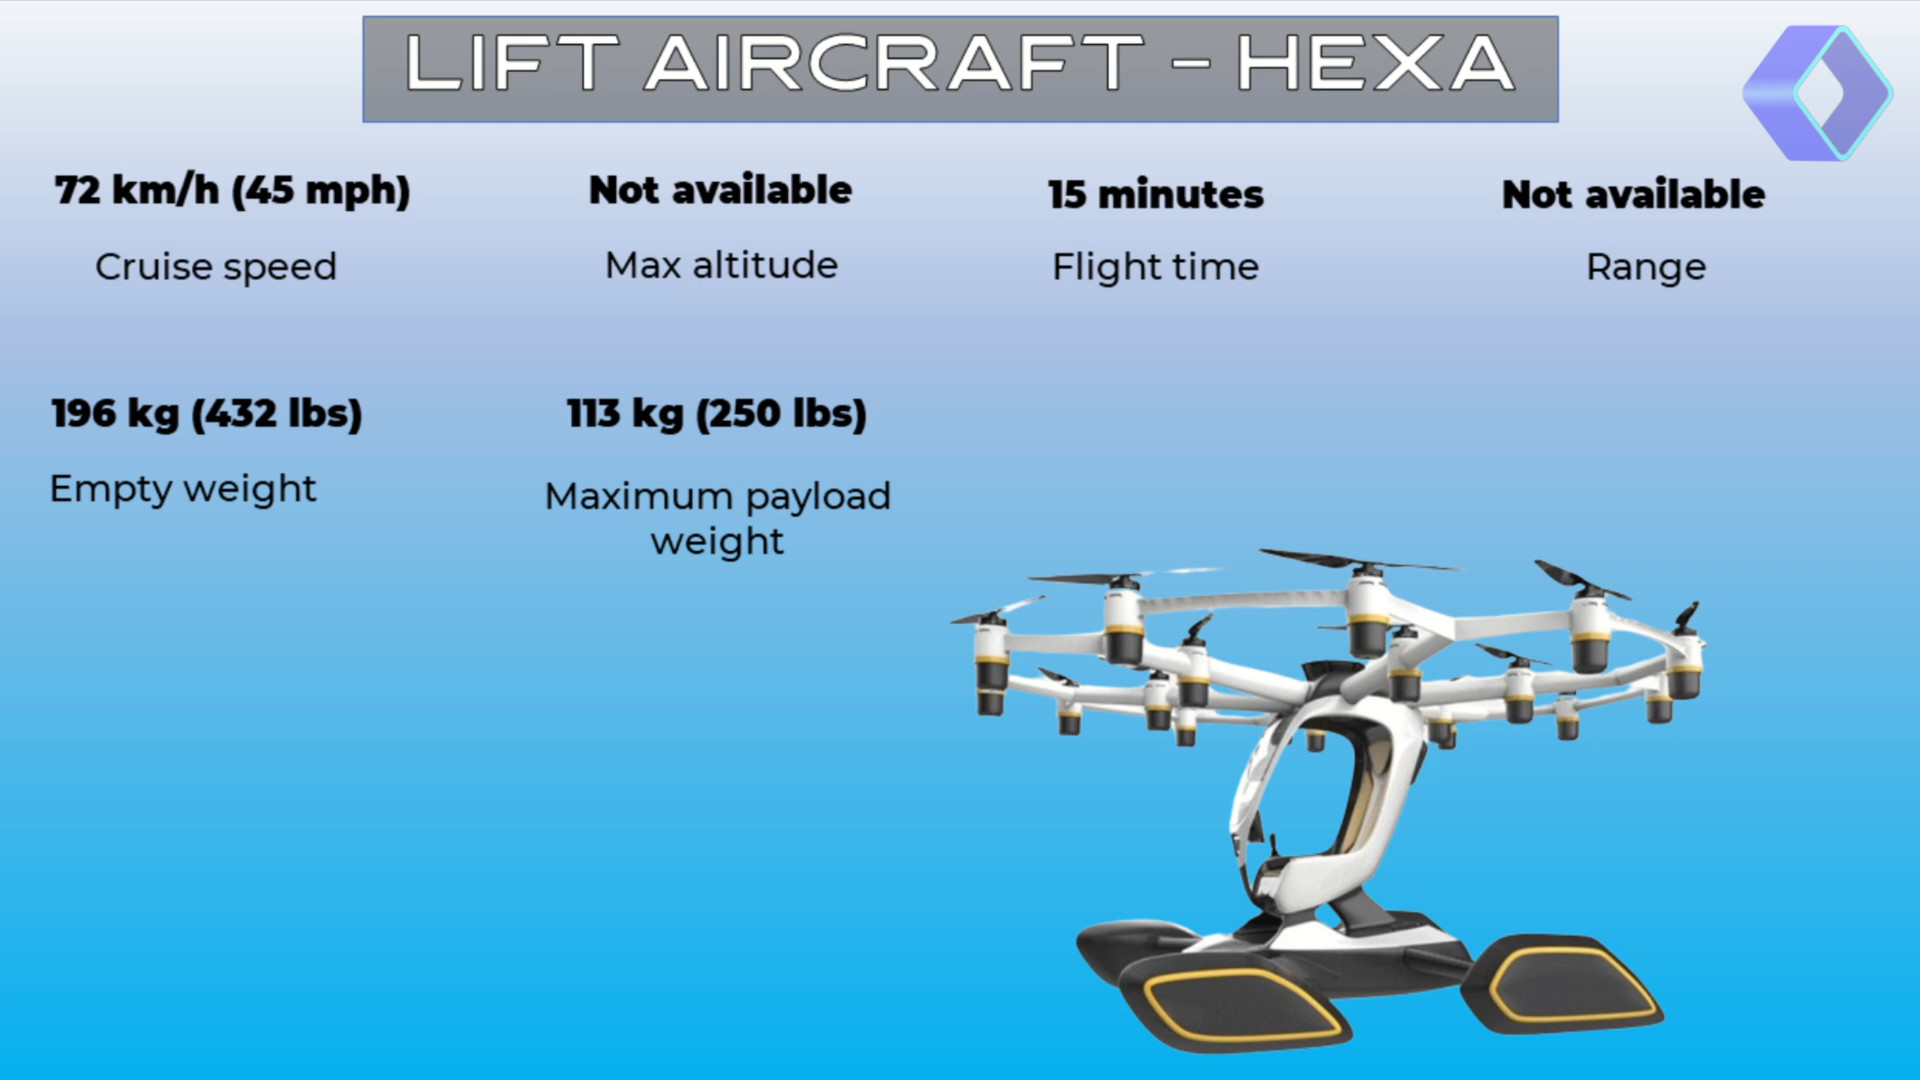 LIFT AIRCRAFT - HEXA
72 km/h (45 mph)
Cruise speed
Not available
Max altitude
15 minutes
Flight time
Not available
Range
196 kg (432 lbs)
Empty weight
113 kg (250 lbs)
Maximum payload
weight